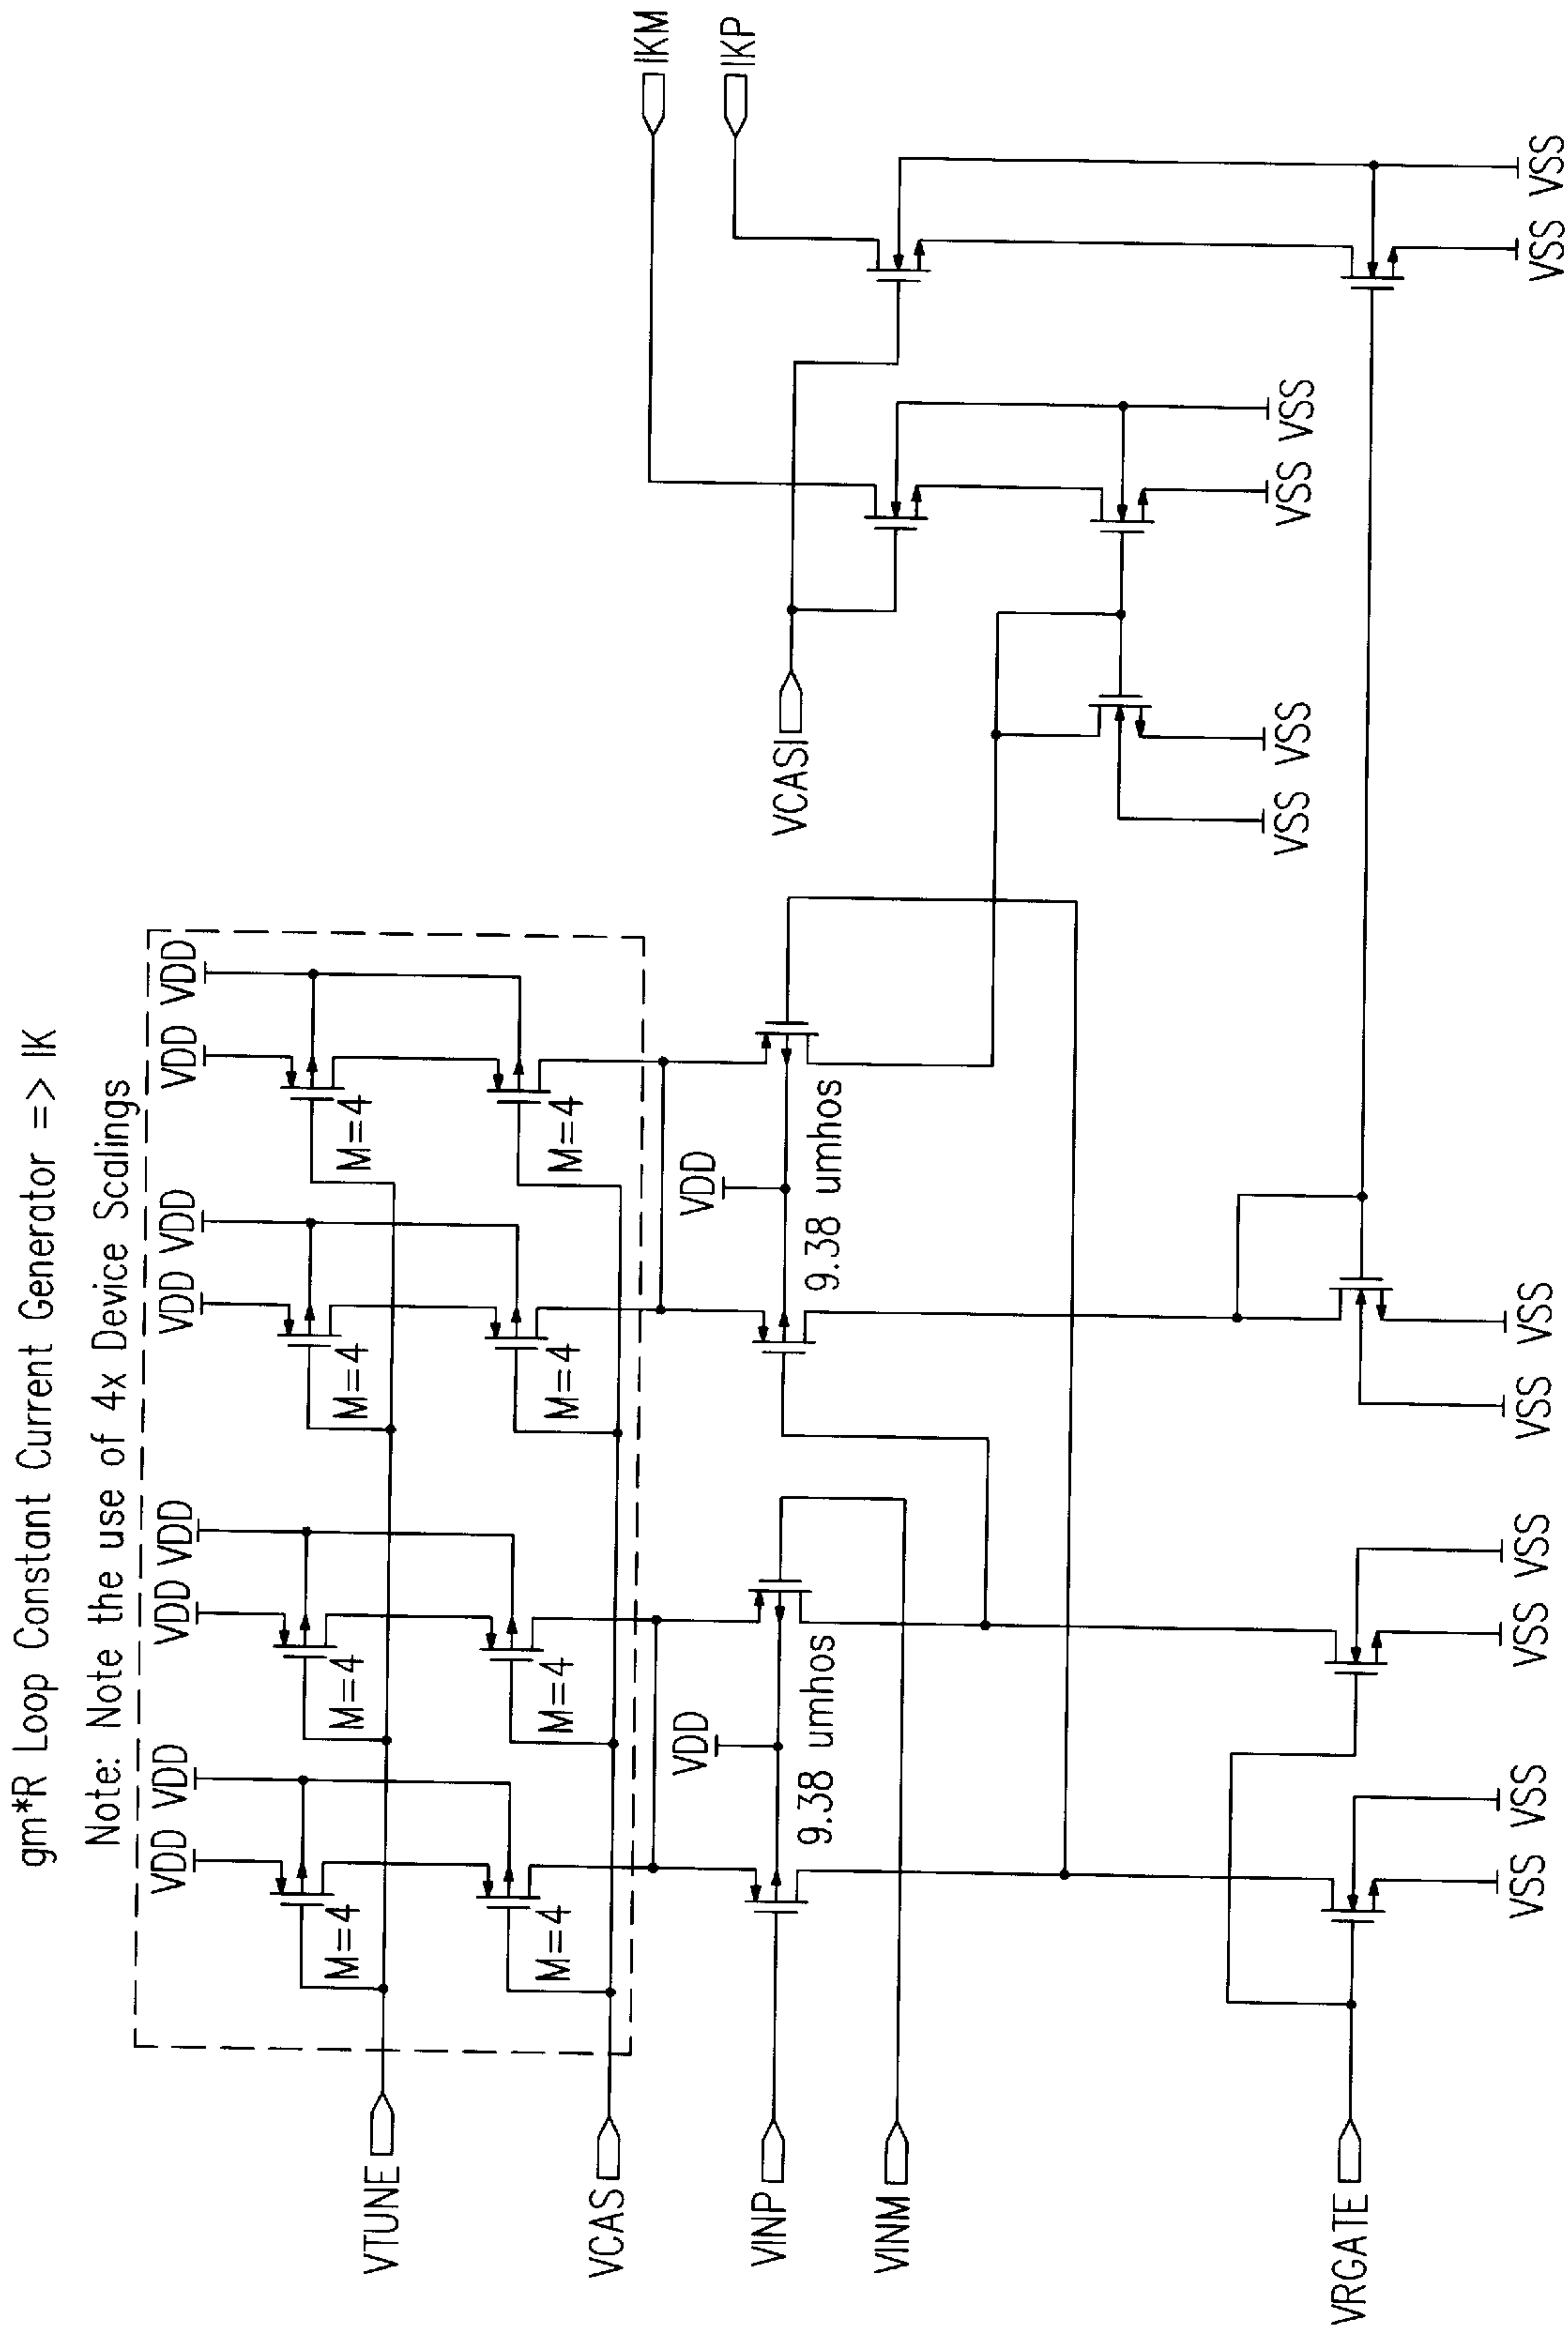 gm*R Loop Constant Current Generator => IK
Note: Note the use of 4x Device Scalings
VDD VDD VDD VDD VDD VDD VDD VDD
M=4 M=4 M=4 M=4
VTUNE
M=4 M=4 M=4 M=4
VCAS
IKM
VDD VDD
IKP
VINP
9.38 umhos 9.38 umhos
VCASI
VINM
VSS VSS VSS VSS
VRGATE
VSS VSS VSS VSS VSS VSS VSS VSS